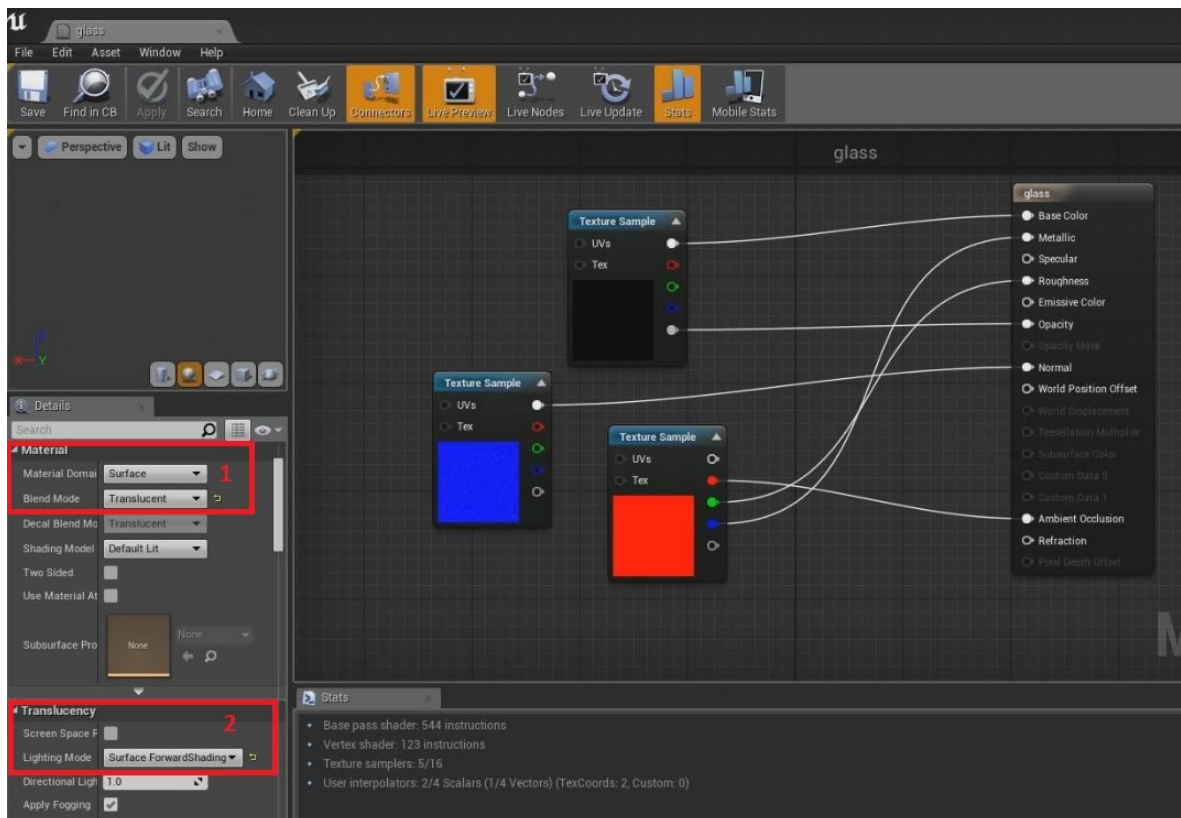 glass
File Edit Asset Window Help
Save Find in CB Apply Search Home Clean Up Connectors Live Preview Live Nodes Live Update Stats Mobile Stats
Perspective Lit Show
glass
glass
Base Color
Metallic
Specular
Roughness
Emissive Color
Opacity
Opacity Mask
Normal
World Position Offset
World Displacement
Tessellation Multiplier
Subsurface Color
Custom Data 0
Custom Data 1
Ambient Occlusion
Refraction
Pixel Depth Offset
Texture Sample
UVs
Tex
Texture Sample
UVs
Tex
Texture Sample
UVs
Tex
X Y
Details
Search
Material
1
Material Domai Surface
Blend Mode Translucent
Decal Blend Mo Translucent
Shading Model Default Lit
Two Sided
Use Material At
Subsurface Pro None None
Translucency
2
Screen Space F
Lighting Mode Surface ForwardShading
Directional Ligh 1.0
Apply Fogging
Stats
• Base pass shader: 544 instructions
• Vertex shader: 123 instructions
• Texture samplers: 5/16
• User interpolators: 2/4 Scalars (1/4 Vectors) (TexCoords: 2, Custom: 0)
M